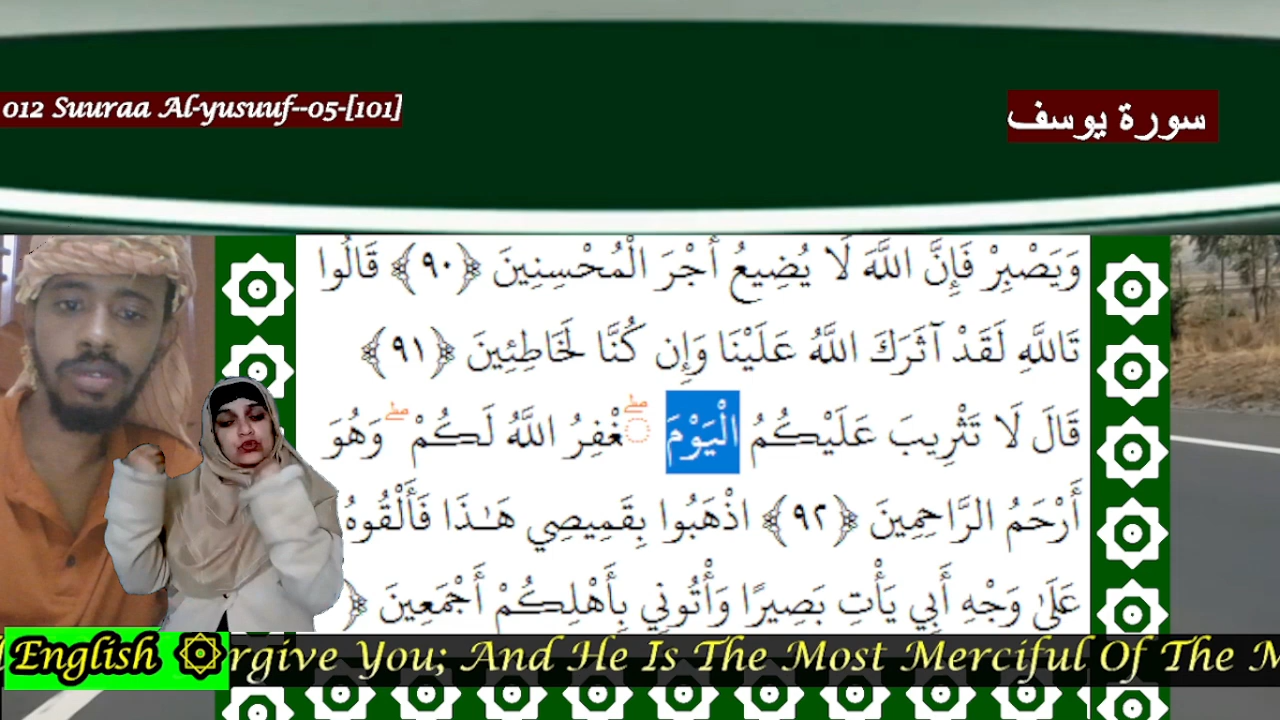 012 Suuraa Al-yusuuf--05-[101]
سورة يوسف
وَيَصْبِرْ فَإِنَّ اللَّهَ لَا يُضِيعُ أَجْرَ الْمُحْسِنِينَ ﴿٩٠﴾ قَالُوا
تَاللَّهِ لَقَدْ آثَرَكَ اللَّهُ عَلَيْنَا وَإِن كُنَّا لَخَاطِئِينَ ﴿٩١﴾
قَالَ لَا تَثْرِيبَ عَلَيْكُمُ الْيَوْمَ ۖ غْفِرُ اللَّهُ لَكُمْ ۖ وَهُوَ
أَرْحَمُ الرَّاحِمِينَ ﴿٩٢﴾ اذْهَبُوا بِقَمِيصِي هَـٰذَا فَأَلْقُوهُ
عَلَىٰ وَجْهِ أَبِي يَأْتِ بَصِيرًا وَأْتُونِي بِأَهْلِكُمْ أَجْمَعِينَ ﴿
English rgive You; And He Is The Most Merciful Of The M